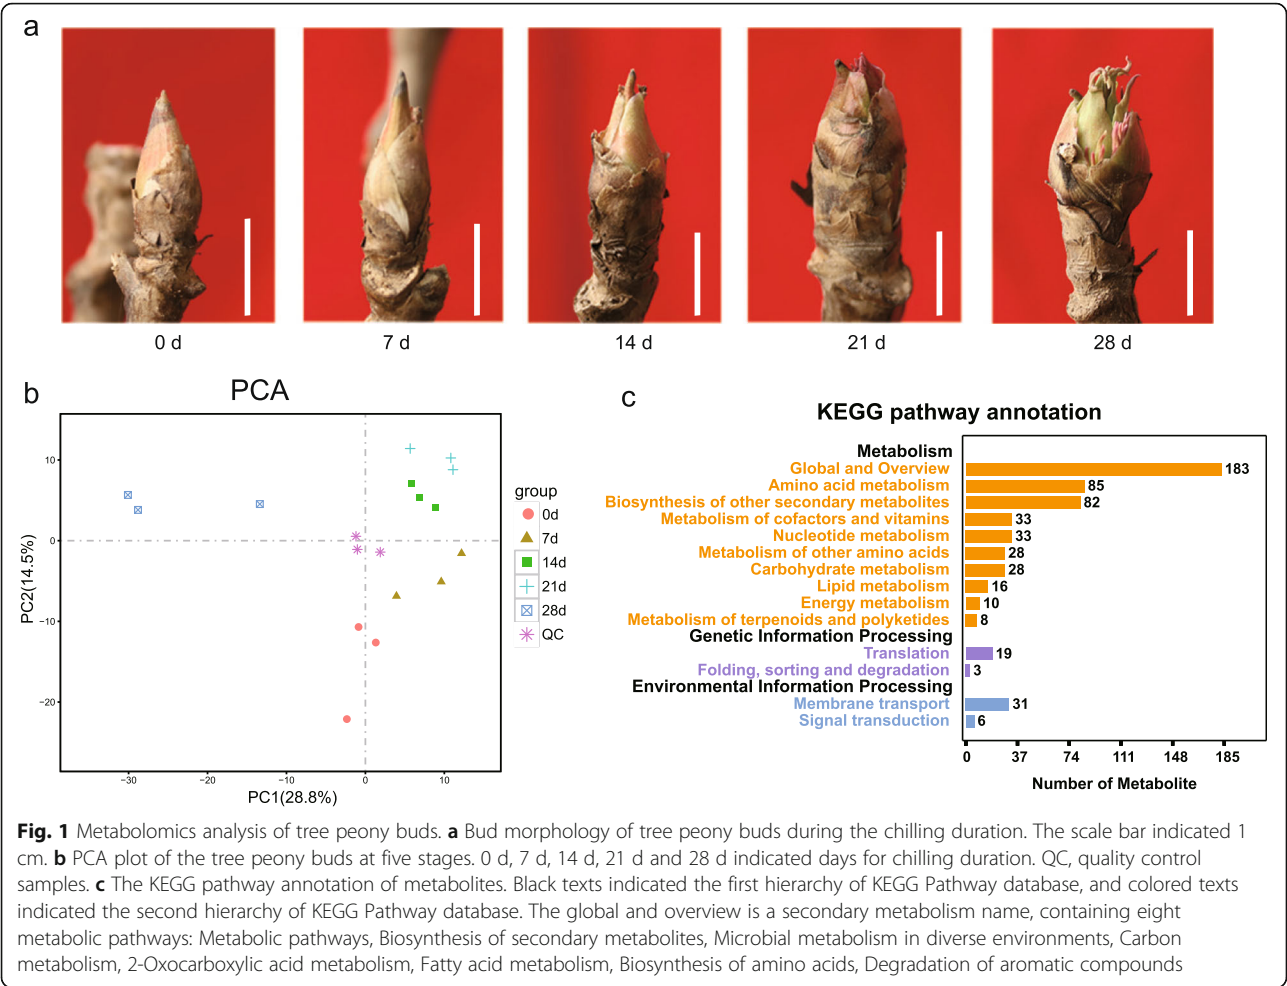 a
0 d
7 d
14 d
21 d
28 d
b
PCA
10
0
−10
−20
PC2(14.5%)
−30
−20
−10
0
10
PC1(28.8%)
group
0d
7d
14d
21d
28d
QC
c
KEGG pathway annotation
Metabolism
Global and Overview 183
Amino acid metabolism 85
Biosynthesis of other secondary metabolites 82
Metabolism of cofactors and vitamins 33
Nucleotide metabolism 33
Metabolism of other amino acids 28
Carbohydrate metabolism 28
Lipid metabolism 16
Energy metabolism 10
Metabolism of terpenoids and polyketides 8
Genetic Information Processing
Translation 19
Folding, sorting and degradation 3
Environmental Information Processing
Membrane transport 31
Signal transduction 6
0 37 74 111 148 185
Number of Metabolite
Fig. 1 Metabolomics analysis of tree peony buds. a Bud morphology of tree peony buds during the chilling duration. The scale bar indicated 1
cm. b PCA plot of the tree peony buds at five stages. 0 d, 7 d, 14 d, 21 d and 28 d indicated days for chilling duration. QC, quality control
samples. c The KEGG pathway annotation of metabolites. Black texts indicated the first hierarchy of KEGG Pathway database, and colored texts
indicated the second hierarchy of KEGG Pathway database. The global and overview is a secondary metabolism name, containing eight
metabolic pathways: Metabolic pathways, Biosynthesis of secondary metabolites, Microbial metabolism in diverse environments, Carbon
metabolism, 2-Oxocarboxylic acid metabolism, Fatty acid metabolism, Biosynthesis of amino acids, Degradation of aromatic compounds